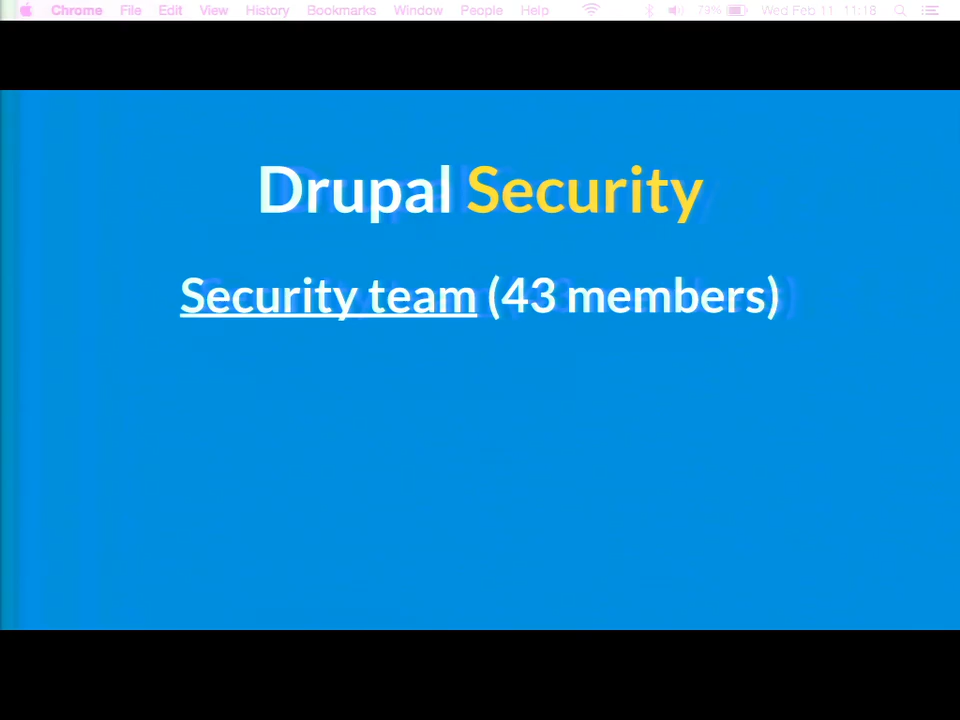 Chrome File Edit View History Bookmarks Window People Help 79% Wed Feb 11 11:18
Drupal Security
Security team (43 members)